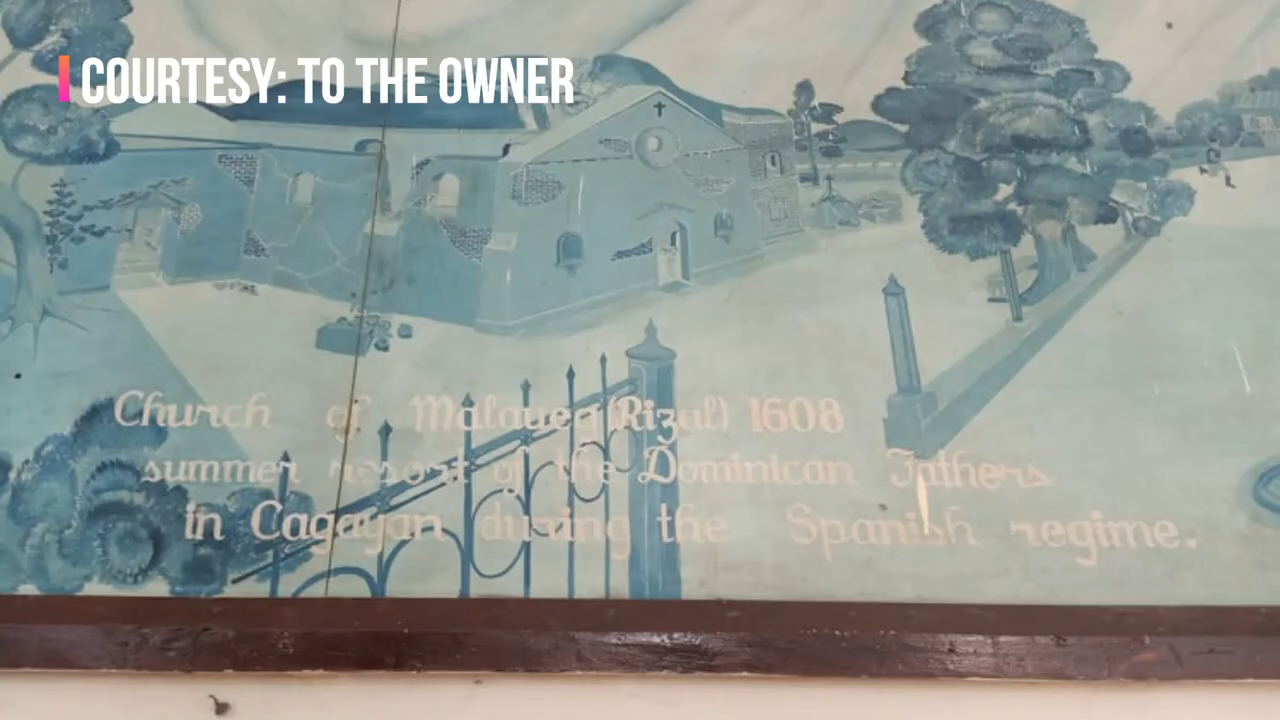 COURTESY: TO THE OWNER
Church of Malaueg (Rizal) 1608
summer resort of the Dominican Fathers
in Cagayan during the Spanish regime.